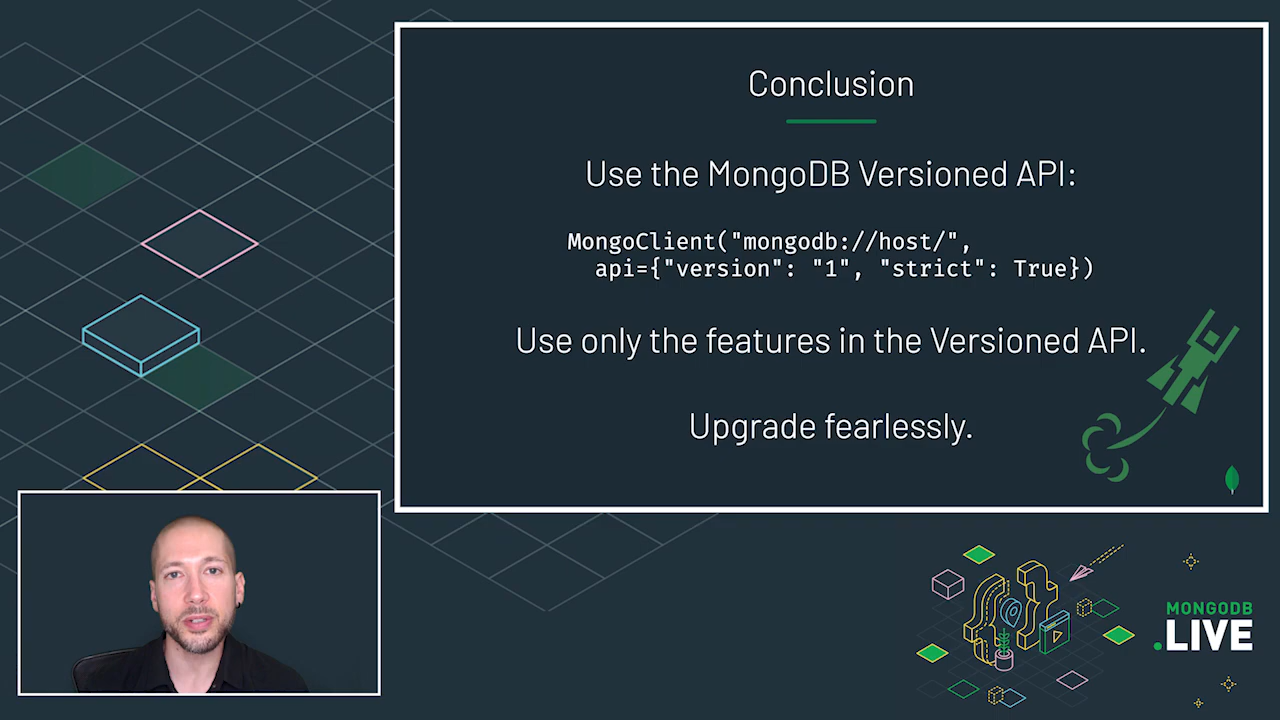 Conclusion
Use the MongoDB Versioned API:
MongoClient("mongodb://host/",
api={"version": "1", "strict": True})
Use only the features in the Versioned API.
Upgrade fearlessly.
MONGODB
.LIVE